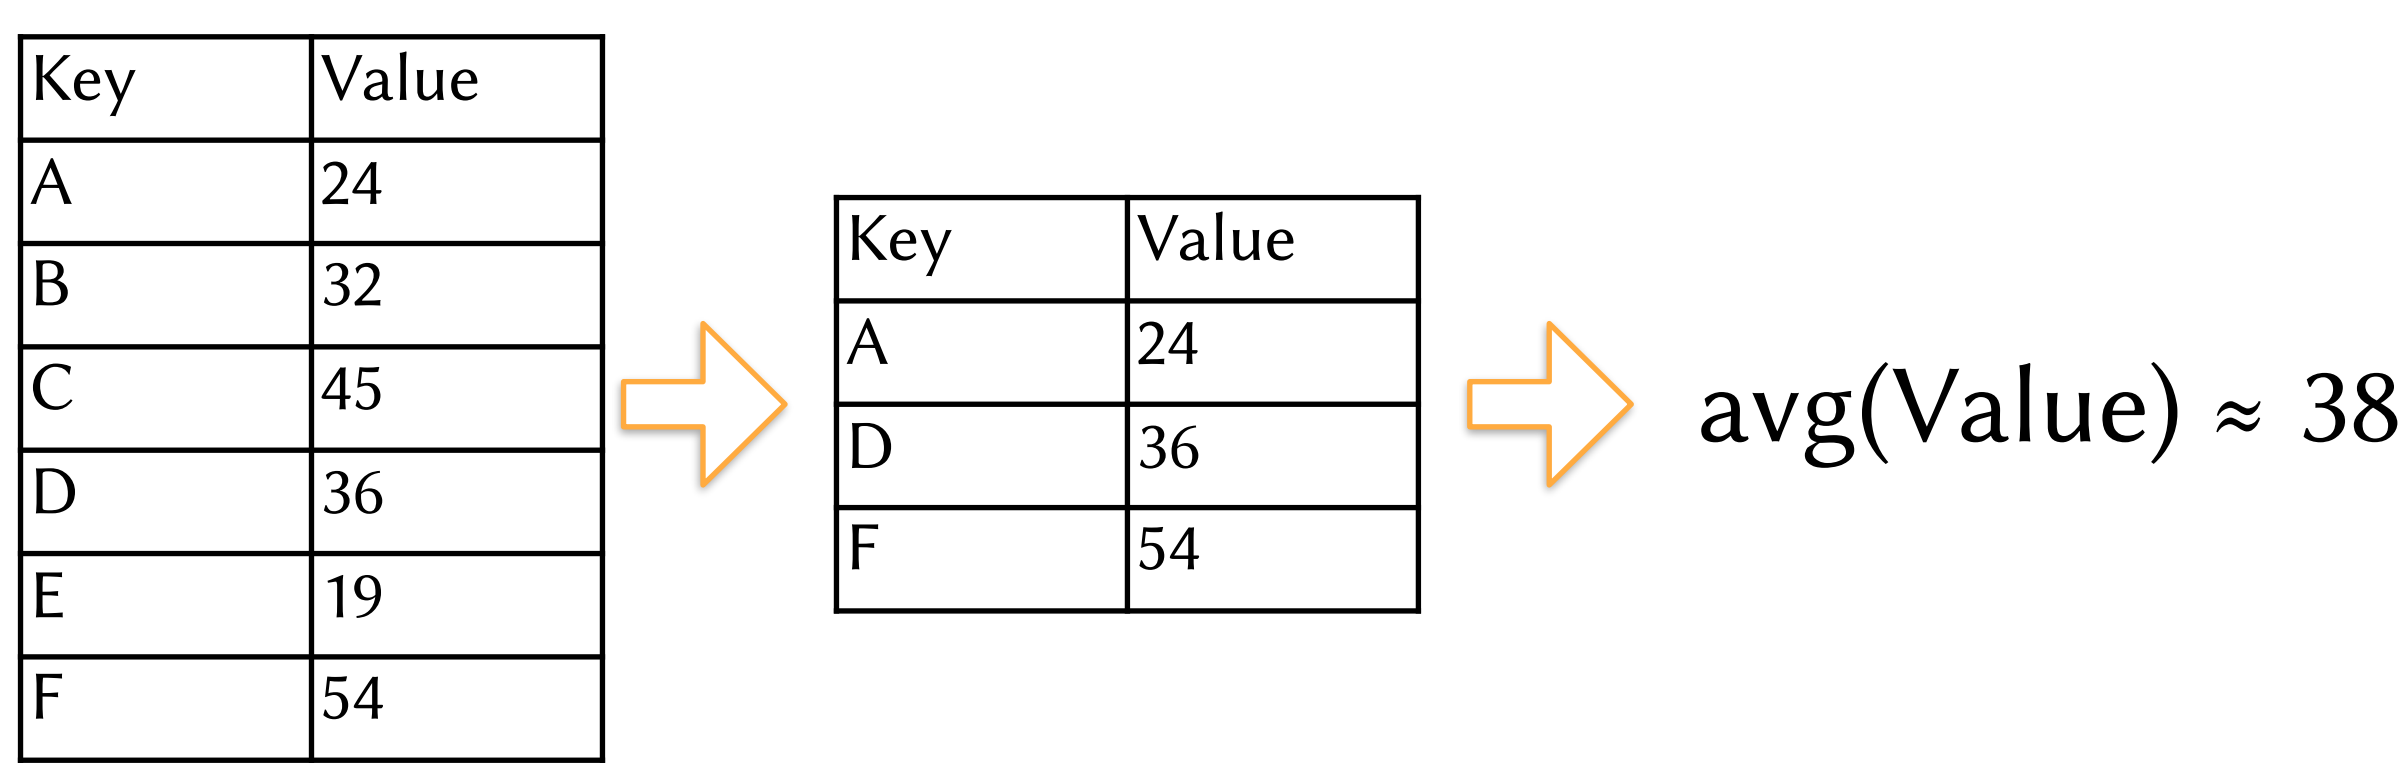 Key Value
A 24
B 32
C 45
D 36
E 19
F 54
Key Value
A 24
D 36
F 54
avg(Value) ≈ 38